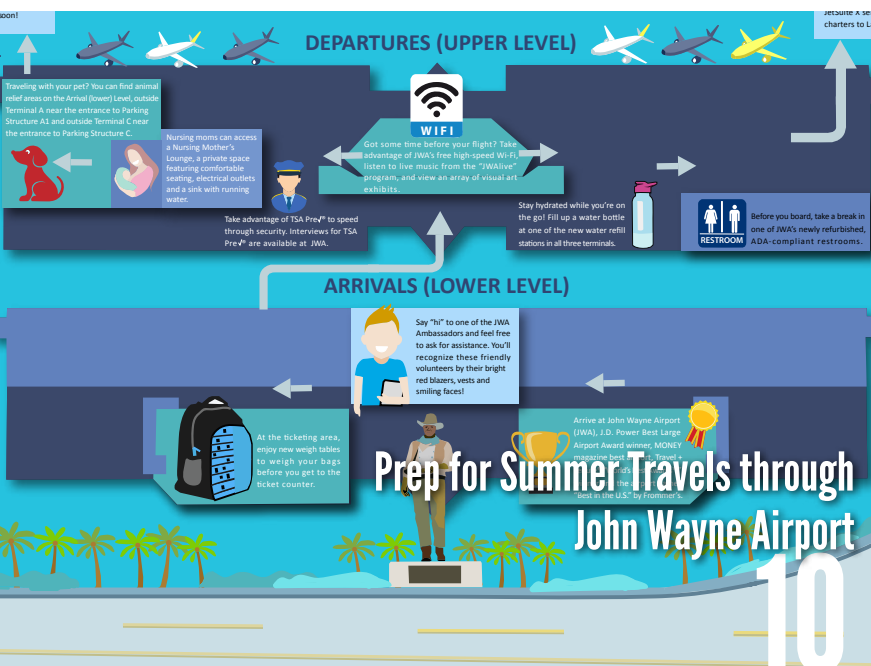 soon!
JetSuite X se
charters to L
DEPARTURES (UPPER LEVEL)
Traveling with your pet? You can find animal
relief areas on the Arrival (lower) Level, outside
Terminal A near the entrance to Parking
Structure A1 and outside Terminal C near
the entrance to Parking Structure C.
Nursing moms can access
a Nursing Mother's
Lounge, a private space
featuring comfortable
seating, electrical outlets
and a sink with running
water.
WIFI
Got some time before your flight? Take
advantage of JWA's free high-speed Wi-Fi,
listen to live music from the "JWAlive"
program, and view an array of visual art
exhibits.
Take advantage of TSA Pre✓® to speed
through security. Interviews for TSA
Pre✓® are available at JWA.
Stay hydrated while you're on
the go! Fill up a water bottle
at one of the new water refill
stations in all three terminals.
RESTROOM
Before you board, take a break in
one of JWA's newly refurbished,
ADA-compliant restrooms.
ARRIVALS (LOWER LEVEL)
Say "hi" to one of the JWA
Ambassadors and feel free
to ask for assistance. You'll
recognize these friendly
volunteers by their bright
red blazers, vests and
smiling faces!
At the ticketing area,
enjoy new weigh tables
to weigh your bags
before you get to the
ticket counter.
Arrive at John Wayne Airport
(JWA), J.D. Power Best Large
Airport Award winner, MONEY
magazine best Travel +
the
"Best in the U.S." by Frommer's.
Prep for Summer Travels through
John Wayne Airport
10